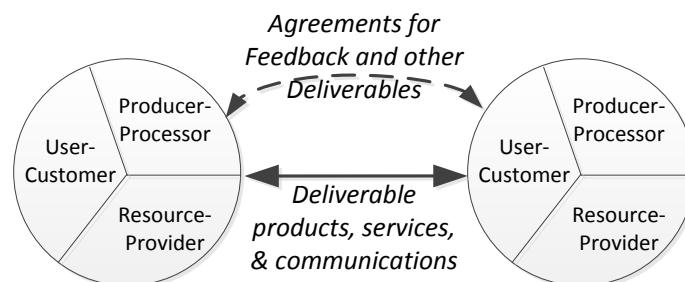 Agreements for
Feedback and other
Deliverables
Producer-
Processor
User-
Customer
Resource-
Provider
Deliverable
products, services,
& communications
Producer-
Processor
User-
Customer
Resource-
Provider